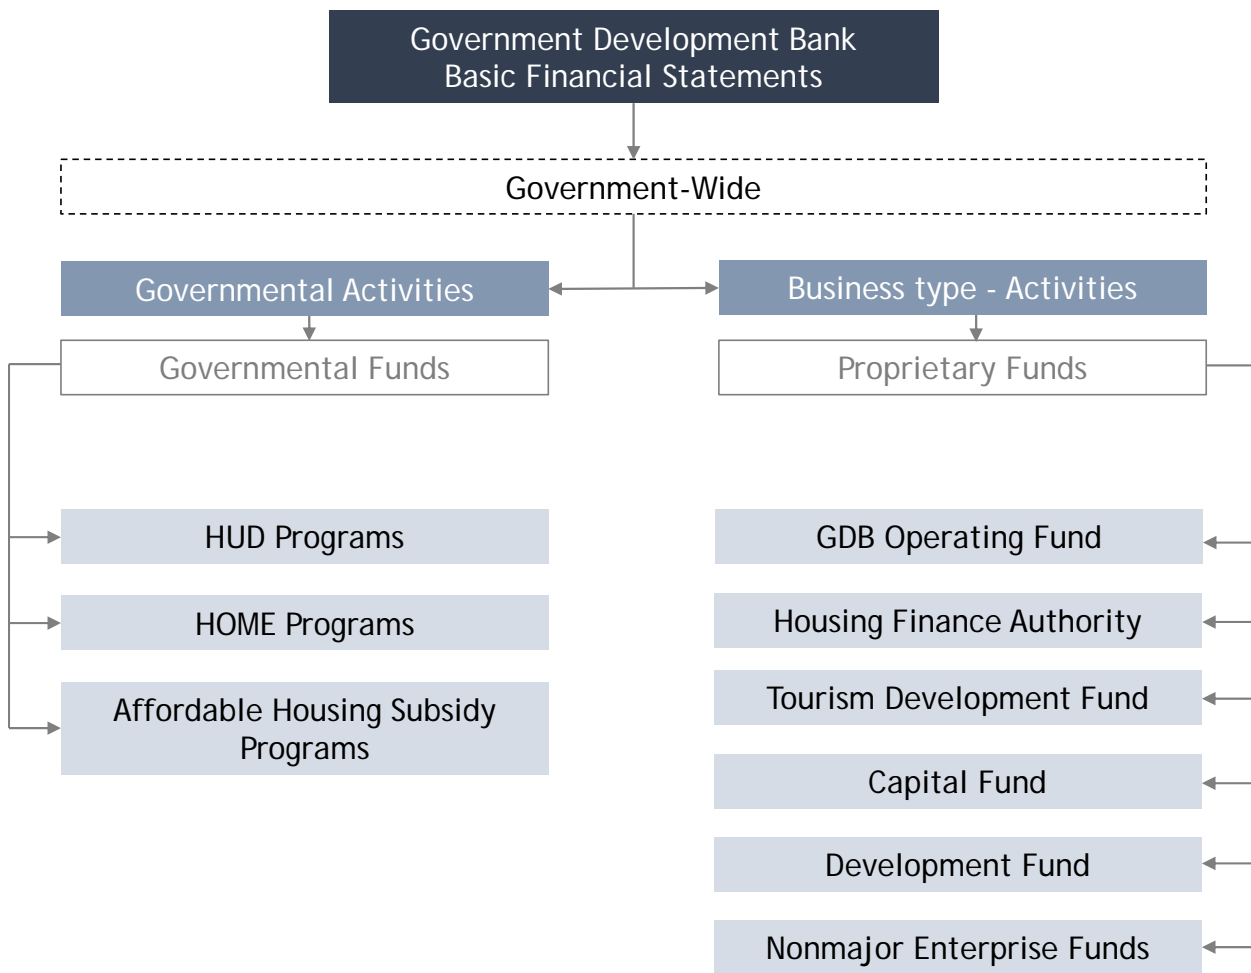 Government Development Bank
Basic Financial Statements
Government-Wide
Governmental Activities
Business type - Activities
Governmental Funds
Proprietary Funds
HUD Programs
HOME Programs
Affordable Housing Subsidy
Programs
GDB Operating Fund
Housing Finance Authority
Tourism Development Fund
Capital Fund
Development Fund
Nonmajor Enterprise Funds